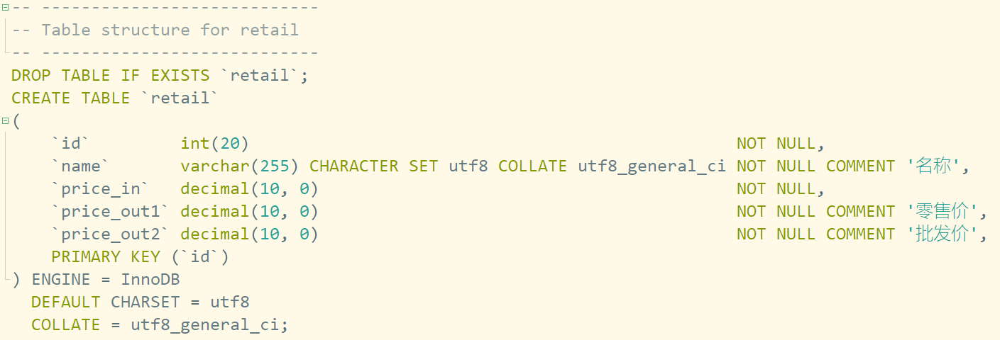 -- ----------------------------
-- Table structure for retail
-- ----------------------------
DROP TABLE IF EXISTS `retail`;
CREATE TABLE `retail`
(
    `id`         int(20)                                                 NOT NULL,
    `name`       varchar(255) CHARACTER SET utf8 COLLATE utf8_general_ci NOT NULL COMMENT '名称',
    `price_in`   decimal(10, 0)                                          NOT NULL,
    `price_out1` decimal(10, 0)                                          NOT NULL COMMENT '零售价',
    `price_out2` decimal(10, 0)                                          NOT NULL COMMENT '批发价',
    PRIMARY KEY (`id`)
) ENGINE = InnoDB
  DEFAULT CHARSET = utf8
  COLLATE = utf8_general_ci;